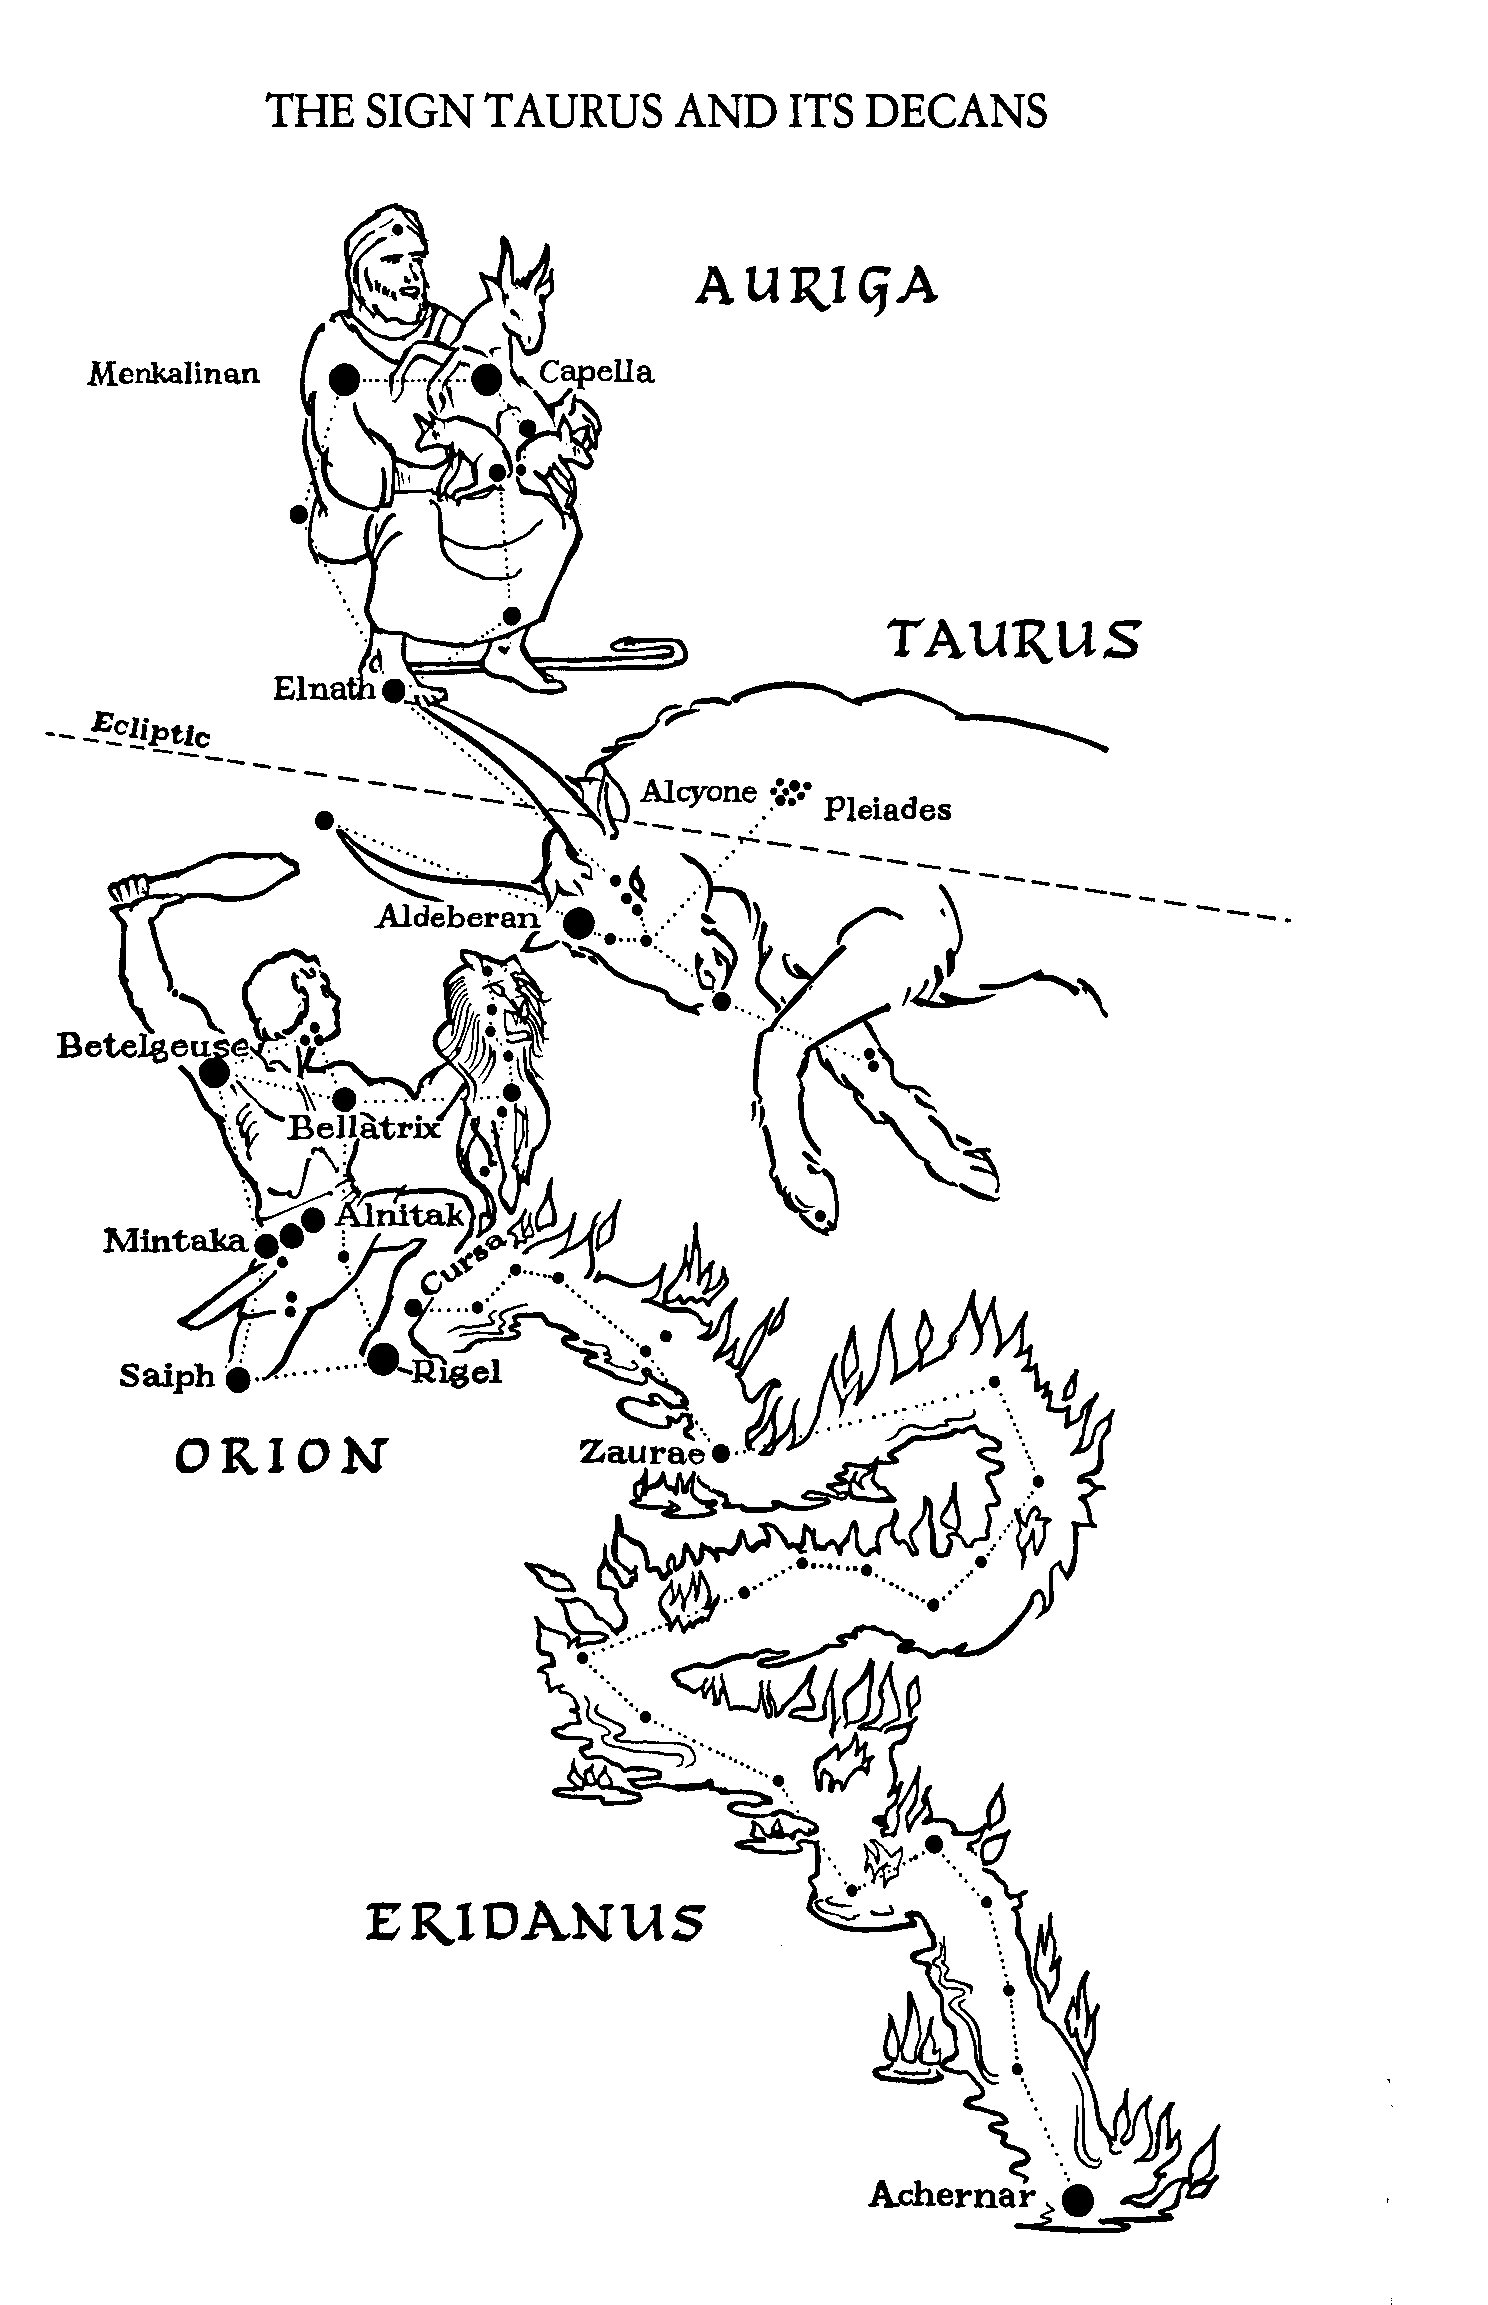 THE SIGN TAURUS AND ITS DECANS
AURIGA
Menkalinan
Capella
TAURUS
Elnath
Ecliptic
Alcyone
Pleiades
Aldeberan
Betelgeuse
Bellatrix
Alnitak
Mintaka
Cursa
Saiph
Rigel
ORION
Zaurae
ERIDANUS
Achernar